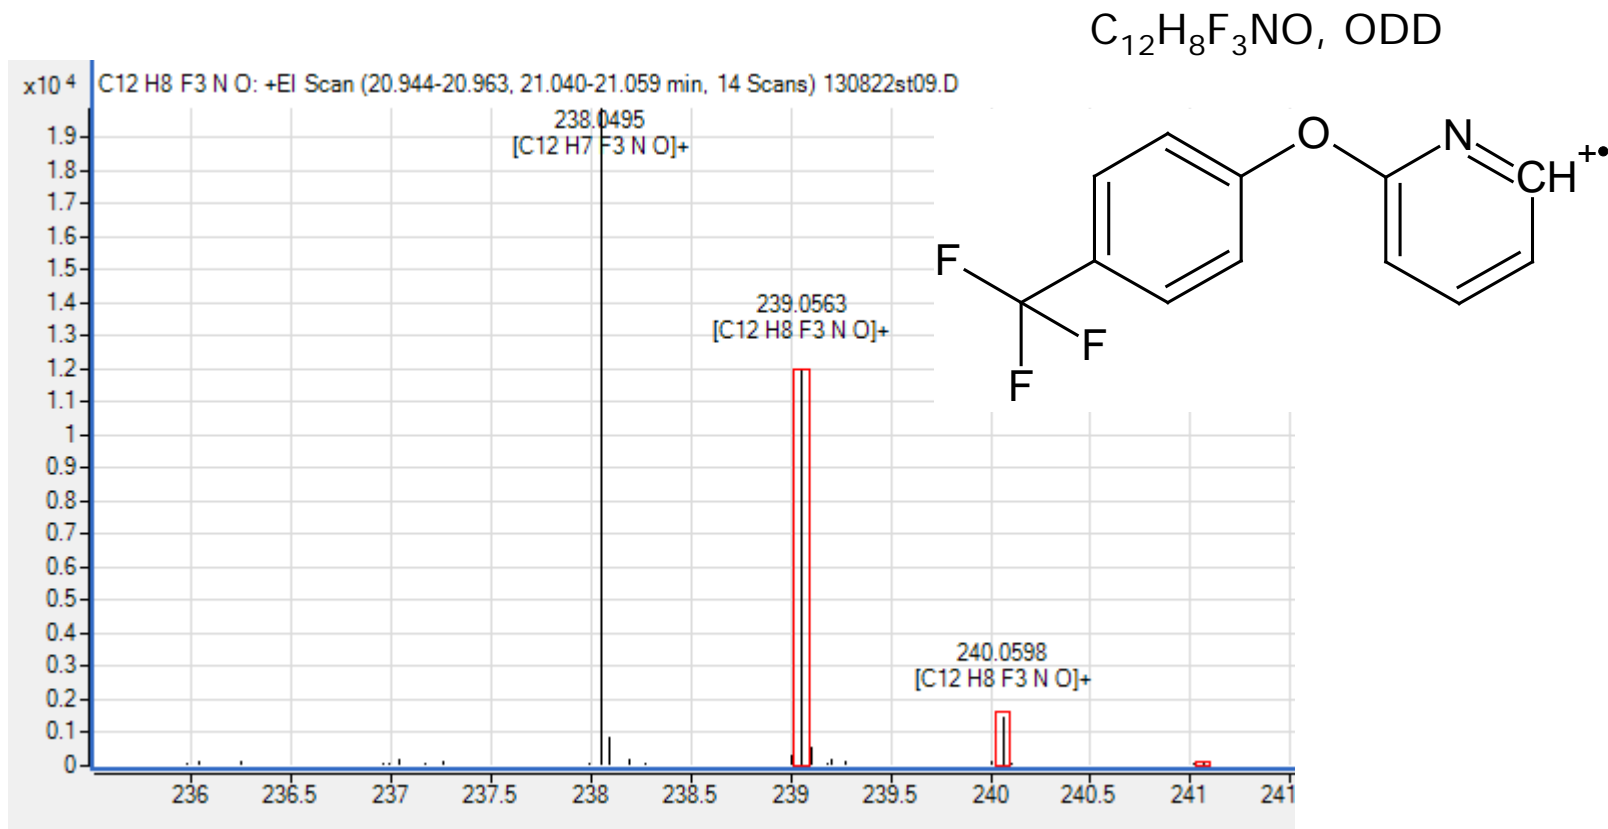 C12H8F3NO, ODD
x10 4
C12 H8 F3 N O: +EI Scan (20.944-20.963, 21.040-21.059 min, 14 Scans) 130822st09.D
238.0495
[C12 H7 F3 N O]+
239.0563
[C12 H8 F3 N O]+
240.0598
[C12 H8 F3 N O]+
O
N
CH+•
F
F
F
1.9
1.8
1.7
1.6
1.5
1.4
1.3
1.2
1.1
1
0.9
0.8
0.7
0.6
0.5
0.4
0.3
0.2
0.1
0
236 236.5 237 237.5 238 238.5 239 239.5 240 240.5 241 241